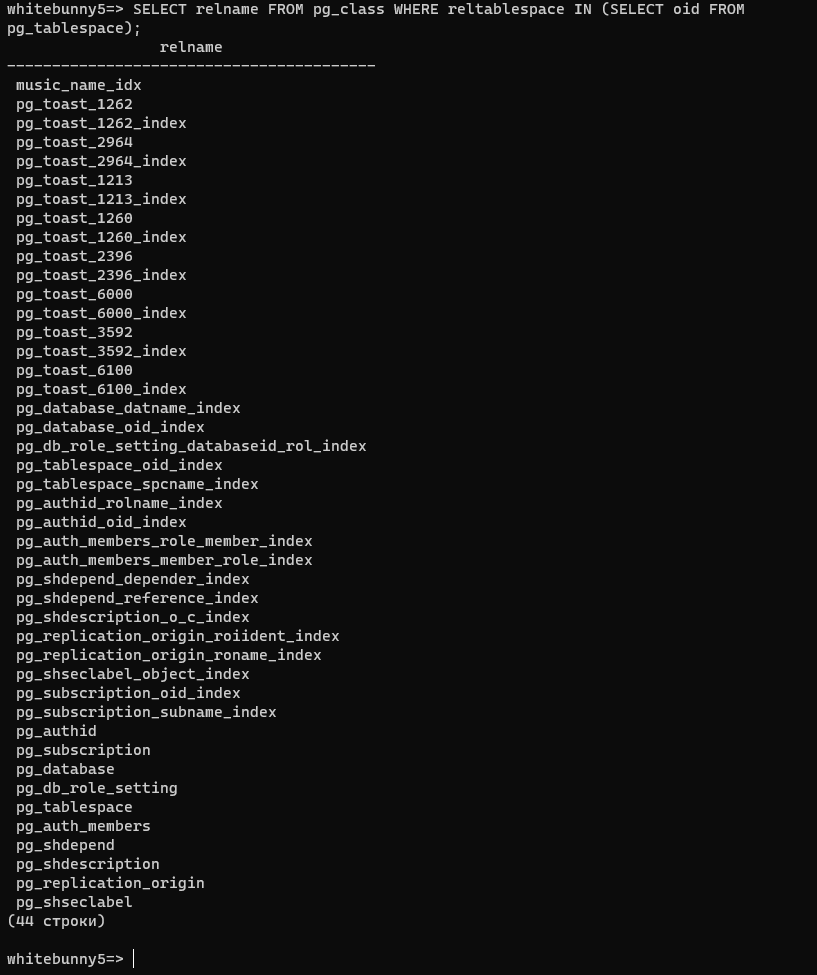 whitebunny5=> SELECT relname FROM pg_class WHERE reltablespace IN (SELECT oid FROM
pg_tablespace);
relname
-----------------------------------------
music_name_idx
pg_toast_1262
pg_toast_1262_index
pg_toast_2964
pg_toast_2964_index
pg_toast_1213
pg_toast_1213_index
pg_toast_1260
pg_toast_1260_index
pg_toast_2396
pg_toast_2396_index
pg_toast_6000
pg_toast_6000_index
pg_toast_3592
pg_toast_3592_index
pg_toast_6100
pg_toast_6100_index
pg_database_datname_index
pg_database_oid_index
pg_db_role_setting_databaseid_rol_index
pg_tablespace_oid_index
pg_tablespace_spcname_index
pg_authid_rolname_index
pg_authid_oid_index
pg_auth_members_role_member_index
pg_auth_members_member_role_index
pg_shdepend_depender_index
pg_shdepend_reference_index
pg_shdescription_o_c_index
pg_replication_origin_roiident_index
pg_replication_origin_roname_index
pg_shseclabel_object_index
pg_subscription_oid_index
pg_subscription_subname_index
pg_authid
pg_subscription
pg_database
pg_db_role_setting
pg_tablespace
pg_auth_members
pg_shdepend
pg_shdescription
pg_replication_origin
pg_shseclabel
(44 строки)
whitebunny5=>